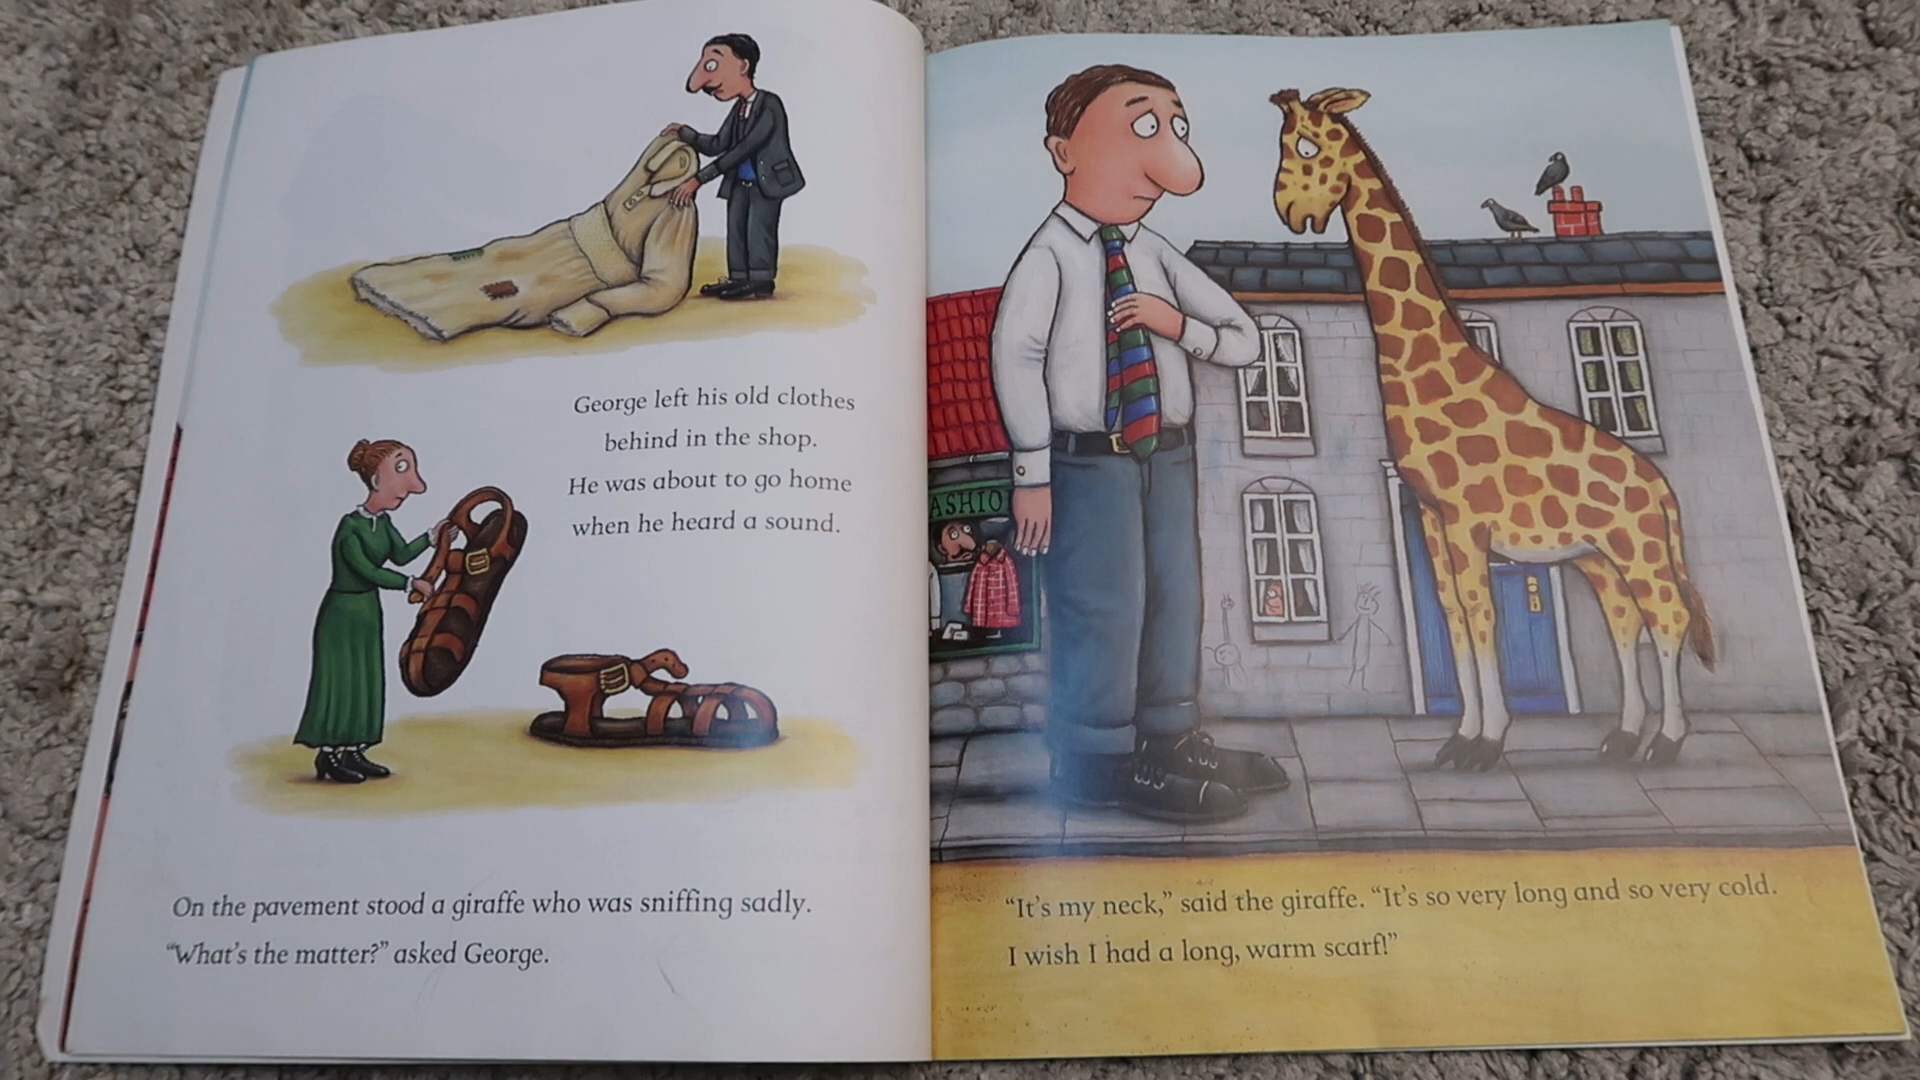 George left his old clothes
behind in the shop.
He was about to go home
when he heard a sound.
On the pavement stood a giraffe who was sniffing sadly.
“What’s the matter?” asked George.
ASHIO
“It’s my neck,” said the giraffe. “It’s so very long and so very cold.
I wish I had a long, warm scarf!”